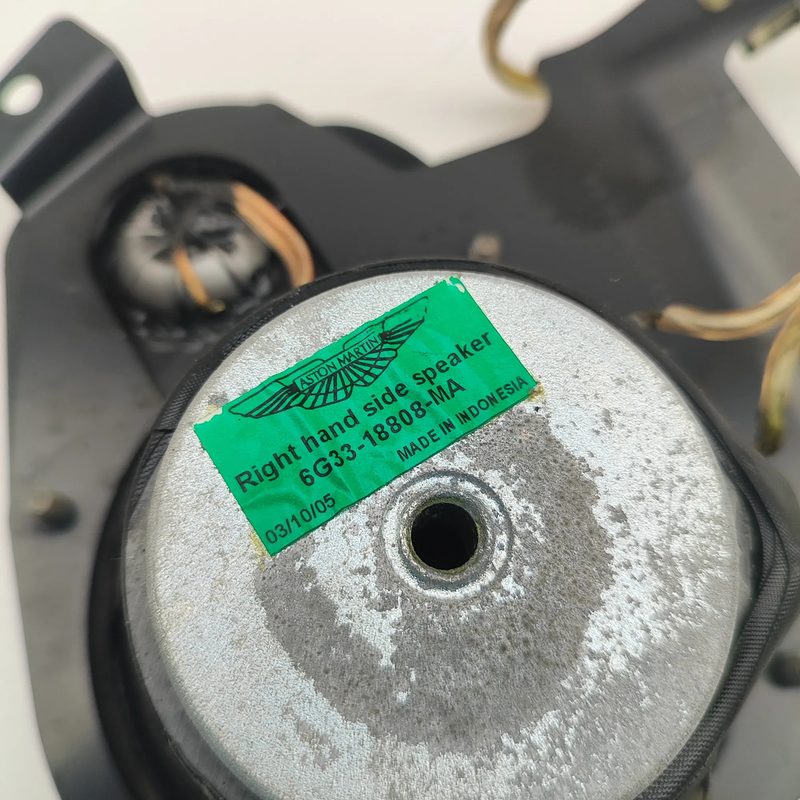 ASTON MARTIN
Right hand side speaker
6G33-18808-MA
MADE IN INDONESIA
03/10/05